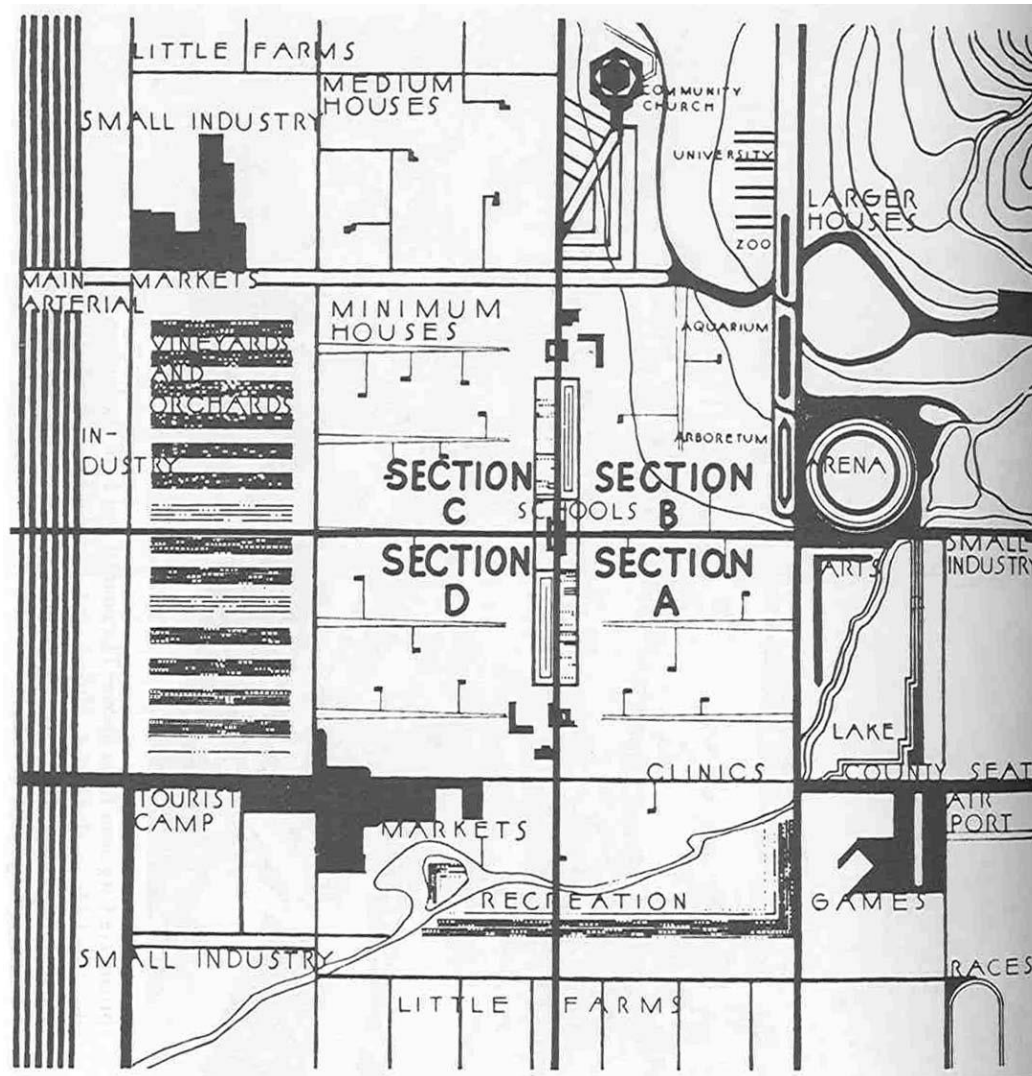 LITTLE FARMS
MEDIUM
HOUSES
COMMUNITY
CHURCH
SMALL INDUSTRY
UNIVERSITY
LARGER
HOUSES
ZOO
MAIN
ARTERIAL
MARKETS
MINIMUM
HOUSES
VINEYARDS
AND
ORCHARDS
AQUARIUM
IN-
DUSTRY
ARBORETUM
ARENA
SECTION
C
SECTION
B
SCHOOLS
SECTION
D
SECTION
A
ARTS
SMALL
INDUSTRY
LAKE
CLINICS
COUNTY SEAT
TOURIST
CAMP
MARKETS
AIR
PORT
RECREATION
GAMES
SMALL INDUSTRY
RACES
LITTLE FARMS